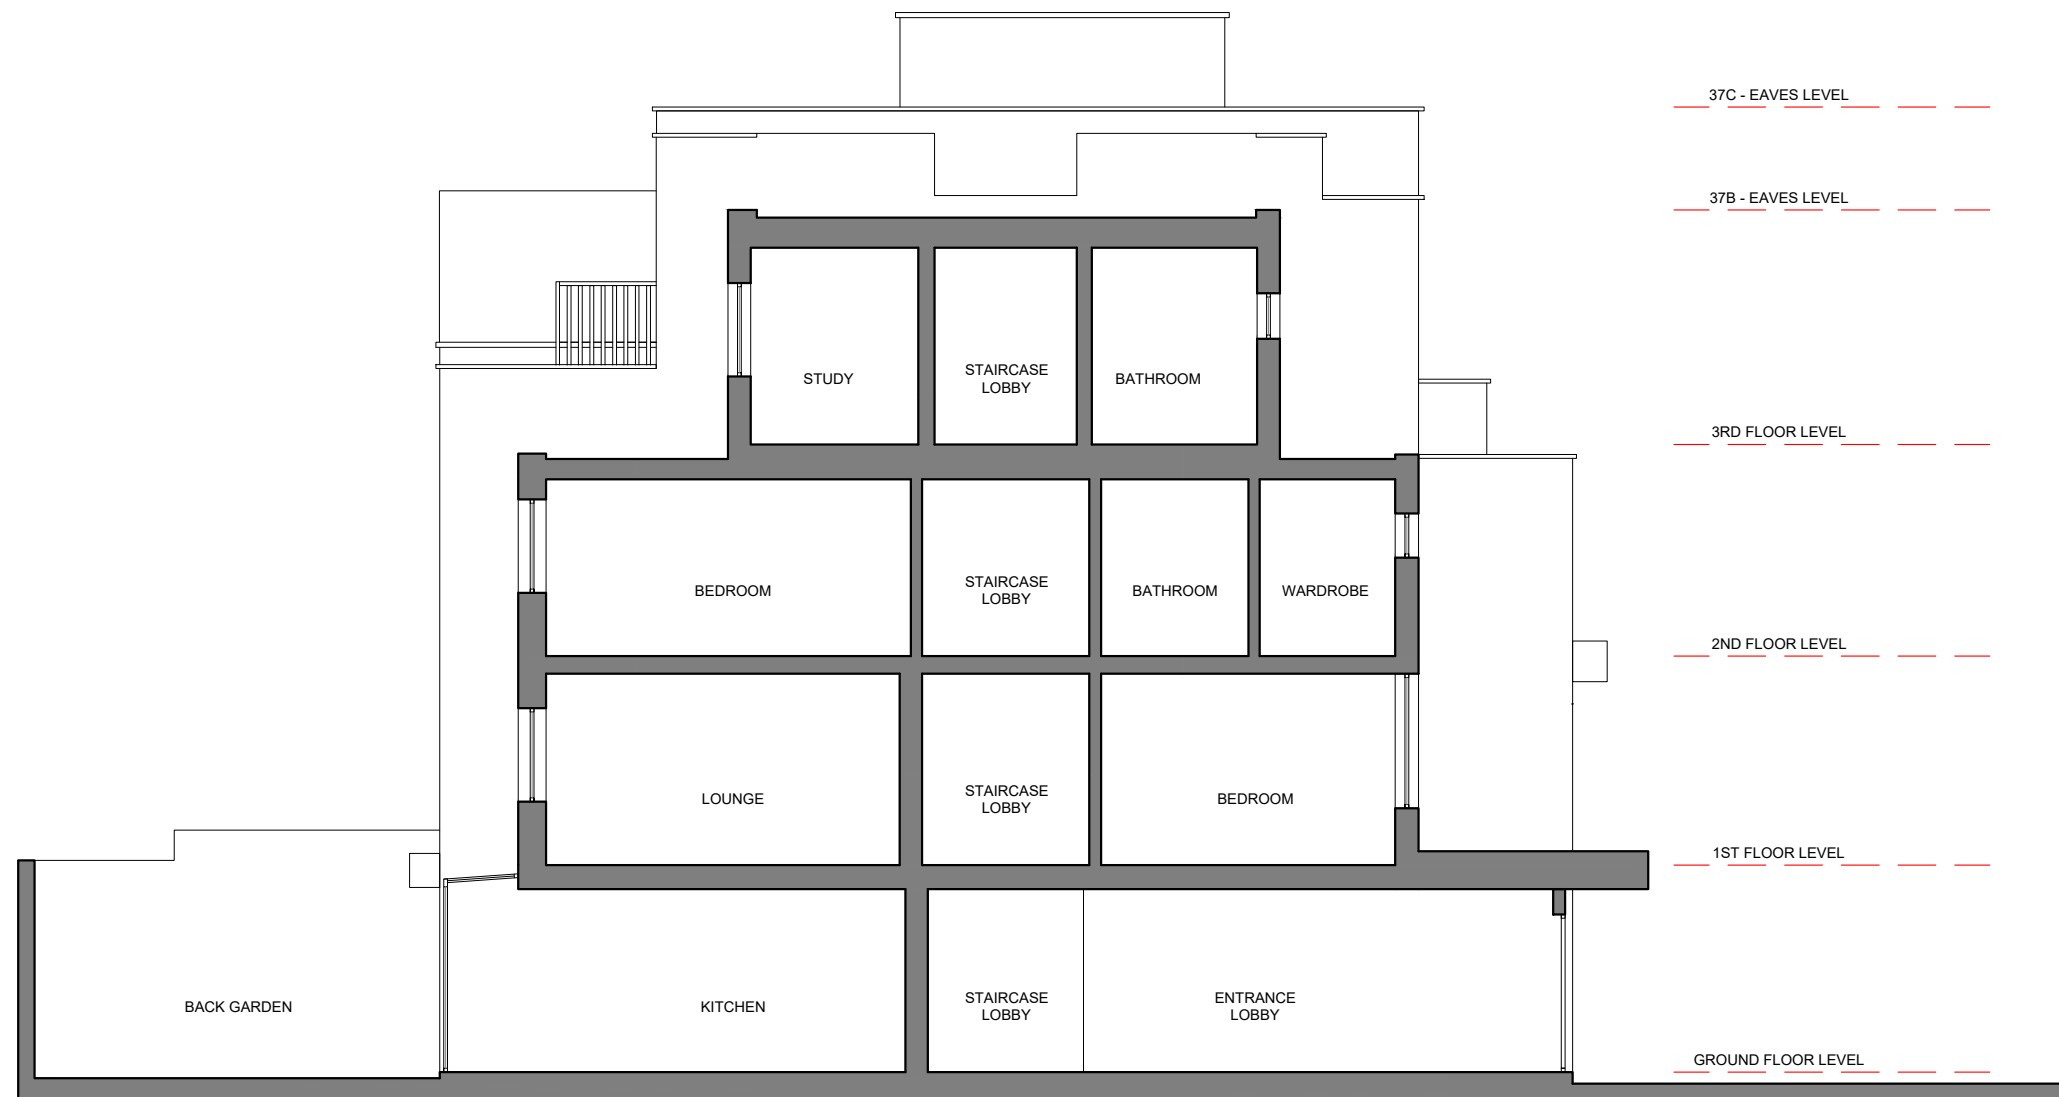 37C - EAVES LEVEL
37B - EAVES LEVEL
STUDY
STAIRCASE
LOBBY
BATHROOM
3RD FLOOR LEVEL
BEDROOM
STAIRCASE
LOBBY
BATHROOM
WARDROBE
2ND FLOOR LEVEL
LOUNGE
STAIRCASE
LOBBY
BEDROOM
1ST FLOOR LEVEL
BACK GARDEN
KITCHEN
STAIRCASE
LOBBY
ENTRANCE
LOBBY
GROUND FLOOR LEVEL